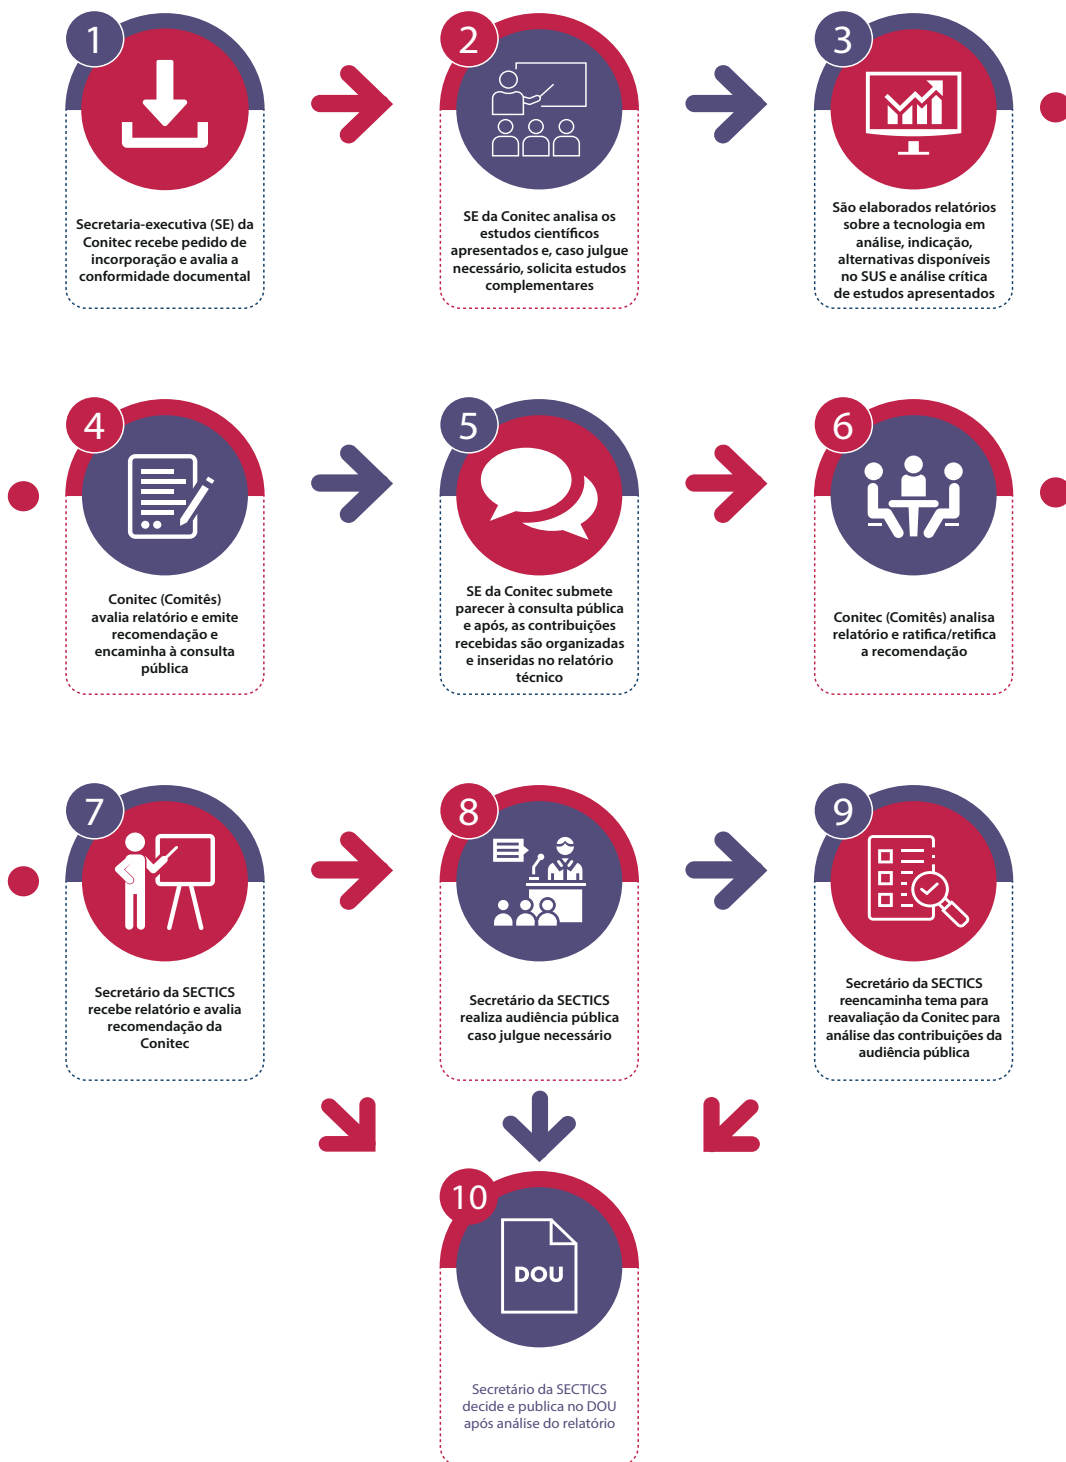 1
Secretaria-executiva (SE) da
Conitec recebe pedido de
incorporação e avalia a
conformidade documental
2
SE da Conitec analisa os
estudos científicos
apresentados e, caso julgue
necessário, solicita estudos
complementares
3
São elaborados relatórios
sobre a tecnologia em
análise, indicação,
alternativas disponíveis
no SUS e análise crítica
de estudos apresentados
4
Conitec (Comitês)
avalia relatório e emite
recomendação e
encaminha à consulta
pública
5
SE da Conitec submete
parecer à consulta pública
e após, as contribuições
recebidas são organizadas
e inseridas no relatório
técnico
6
Conitec (Comitês) analisa
relatório e ratifica/retifica
a recomendação
7
Secretário da SECTICS
recebe relatório e avalia
recomendação da
Conitec
8
Secretário da SECTICS
realiza audiência pública
caso julgue necessário
9
Secretário da SECTICS
reencaminha tema para
reavaliação da Conitec para
análise das contribuições da
audiência pública
10
DOU
Secretário da SECTICS
decide e publica no DOU
após análise do relatório